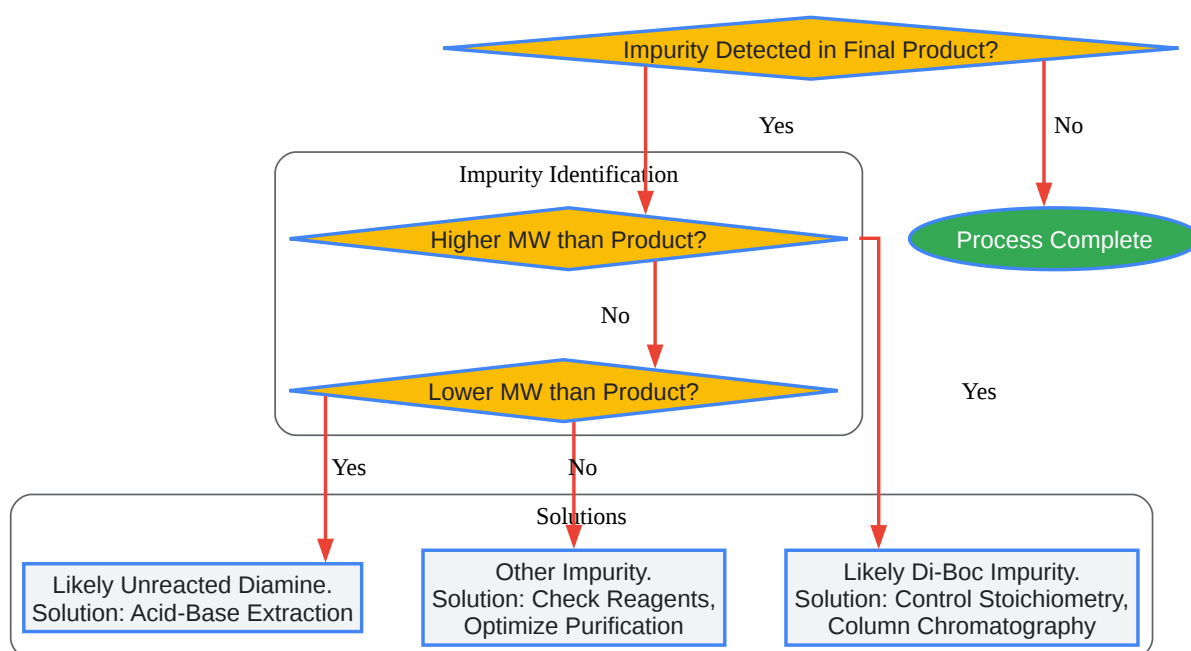 Impurity Detected in Final Product?
Yes
No
Impurity Identification
Higher MW than Product?
Process Complete
No
Lower MW than Product?
Yes
Yes
No
Solutions
Likely Unreacted Diamine.
Solution: Acid-Base Extraction
Other Impurity.
Solution: Check Reagents,
Optimize Purification
Likely Di-Boc Impurity.
Solution: Control Stoichiometry,
Column Chromatography